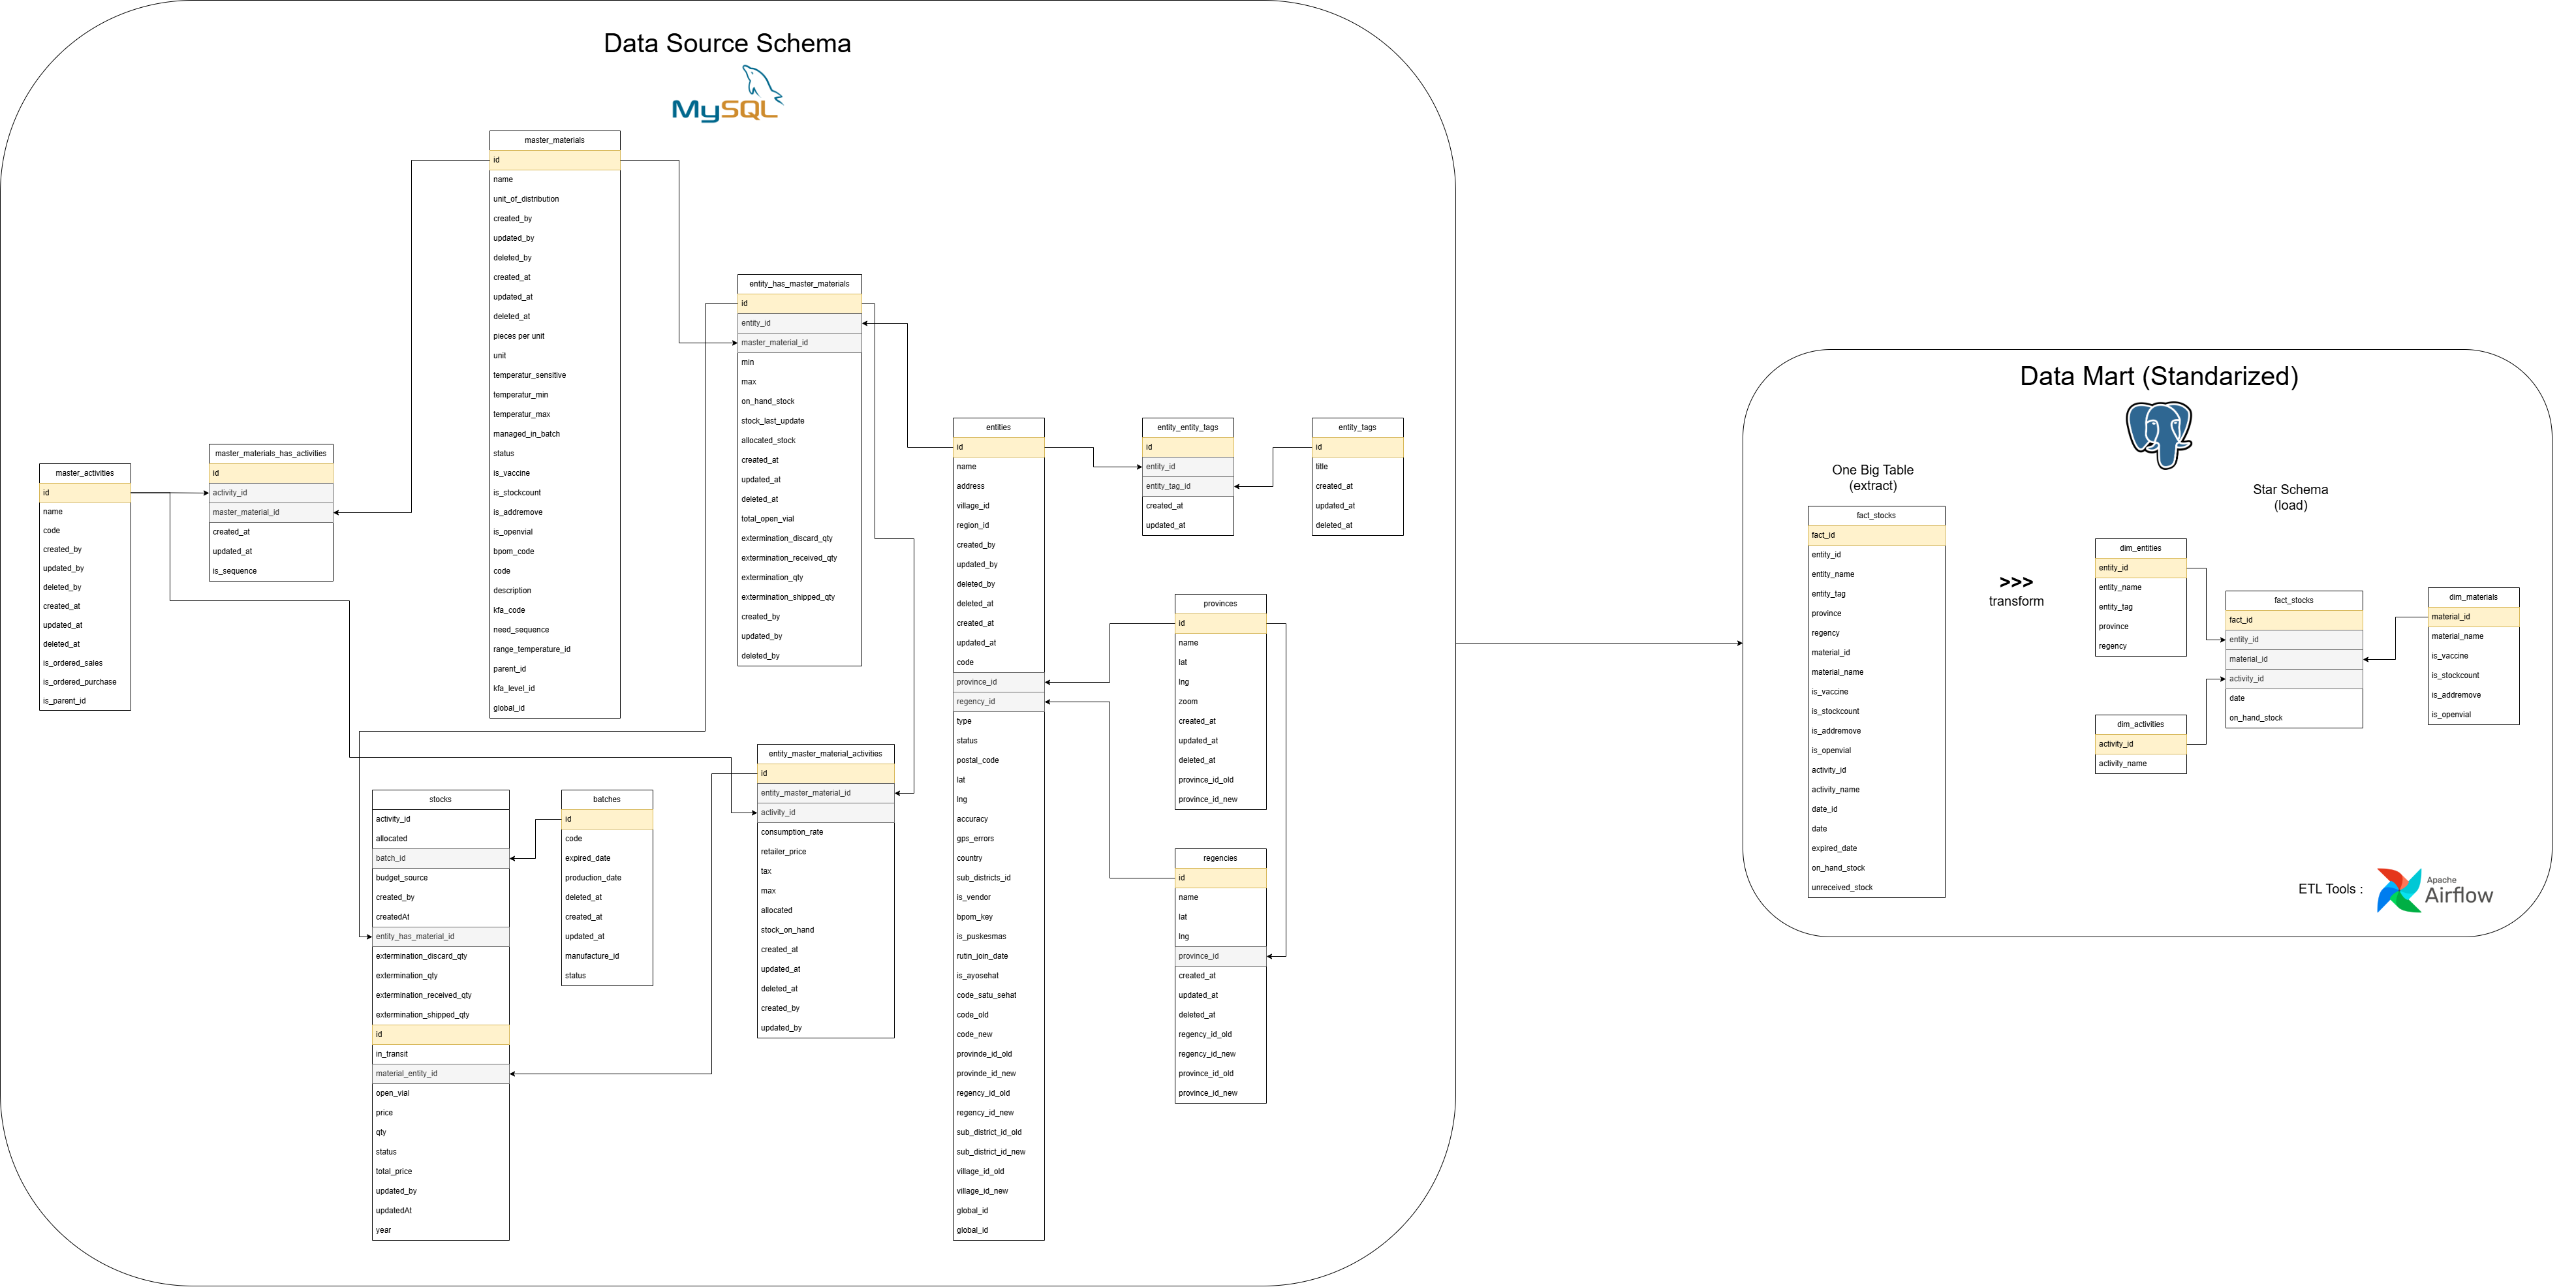 Data Source Schema
MySQL
master_materials
id
name
unit_of_distribution
created_by
updated_by
deleted_by
created_at
updated_at
deleted_at
pieces per unit
unit
temperatur_sensitive
temperatur_min
temperatur_max
managed_in_batch
status
is_vaccine
is_stockcount
is_addremove
is_openvial
bpom_code
code
description
kfa_code
need_sequence
range_temperature_id
parent_id
kfa_level_id
global_id
entity_has_master_materials
id
entity_id
master_material_id
min
max
on_hand_stock
stock_last_update
allocated_stock
created_at
updated_at
deleted_at
total_open_vial
extermination_discard_qty
extermination_received_qty
extermination_qty
extermination_shipped_qty
created_by
updated_by
deleted_by
master_activities
id
name
code
created_by
updated_by
deleted_by
created_at
updated_at
deleted_at
is_ordered_sales
is_ordered_purchase
is_parent_id
master_materials_has_activities
id
activity_id
master_material_id
created_at
updated_at
is_sequence
entities
id
name
address
village_id
region_id
created_by
updated_by
deleted_by
deleted_at
created_at
updated_at
code
province_id
regency_id
type
status
postal_code
lat
lng
accuracy
gps_errors
country
sub_districts_id
is_vendor
bpom_key
is_puskesmas
rutin_join_date
is_ayosehat
code_satu_sehat
code_old
code_new
provinde_id_old
provinde_id_new
regency_id_old
regency_id_new
sub_district_id_old
sub_district_id_new
village_id_old
village_id_new
global_id
global_id
entity_entity_tags
id
entity_id
entity_tag_id
created_at
updated_at
entity_tags
id
title
created_at
updated_at
deleted_at
provinces
id
name
lat
lng
zoom
created_at
updated_at
deleted_at
province_id_old
province_id_new
regencies
id
name
lat
lng
province_id
created_at
updated_at
deleted_at
regency_id_old
regency_id_new
province_id_old
province_id_new
entity_master_material_activities
id
entity_master_material_id
activity_id
consumption_rate
retailer_price
tax
max
allocated
stock_on_hand
created_at
updated_at
deleted_at
created_by
updated_by
stocks
activity_id
allocated
batch_id
budget_source
created_by
createdAt
entity_has_material_id
extermination_discard_qty
extermination_qty
extermination_received_qty
extermination_shipped_qty
id
in_transit
material_entity_id
open_vial
price
qty
status
total_price
updated_by
updatedAt
year
batches
id
code
expired_date
production_date
deleted_at
created_at
updated_at
manufacture_id
status
Data Mart (Standarized)
One Big Table
(extract)
fact_stocks
fact_id
entity_id
entity_name
entity_tag
province
regency
material_id
material_name
is_vaccine
is_stockcount
is_addremove
is_openvial
activity_id
activity_name
date_id
date
expired_date
on_hand_stock
unreceived_stock
>>>
transform
Star Schema
(load)
dim_entities
entity_id
entity_name
entity_tag
province
regency
fact_stocks
fact_id
entity_id
material_id
activity_id
date
on_hand_stock
dim_materials
material_id
material_name
is_vaccine
is_stockcount
is_addremove
is_openvial
dim_activities
activity_id
activity_name
ETL Tools :
Apache
Airflow